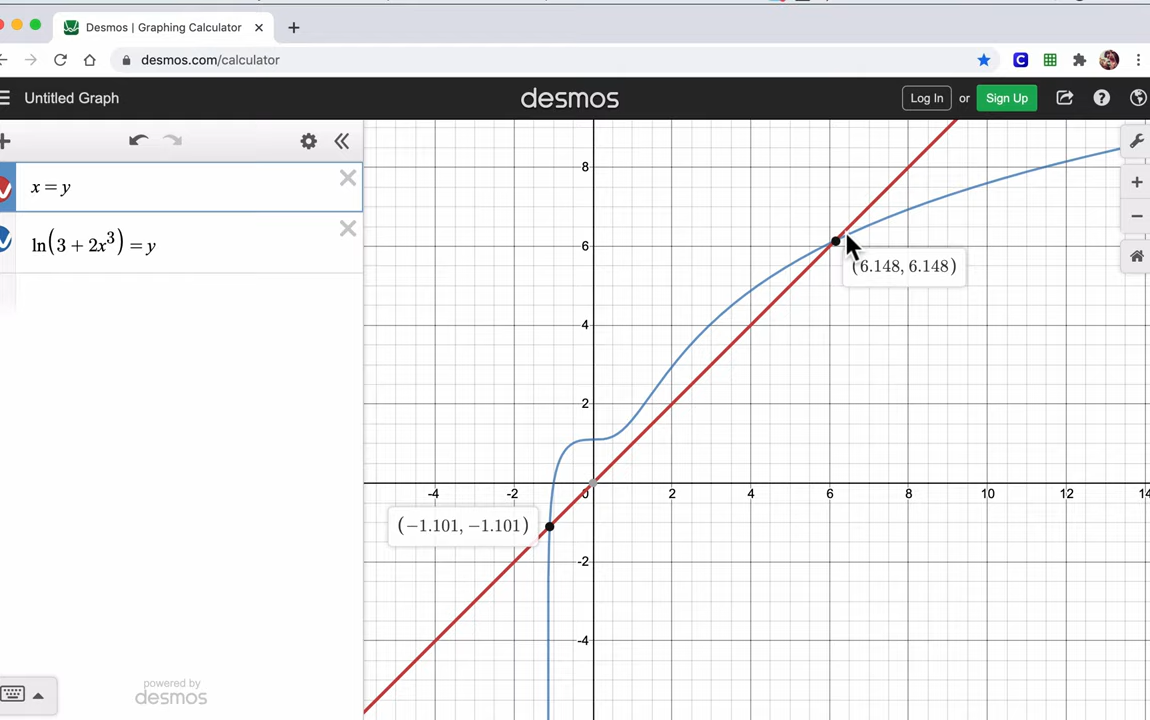 Desmos | Graphing Calculator
desmos.com/calculator
Untitled Graph
desmos
Log In or Sign Up
x = y
ln(3 + 2x³) = y
8
6
4
2
-2
-4
-4 -2 0 2 4 6 8 10 12 14
(6.148, 6.148)
(−1.101, −1.101)
powered by
desmos